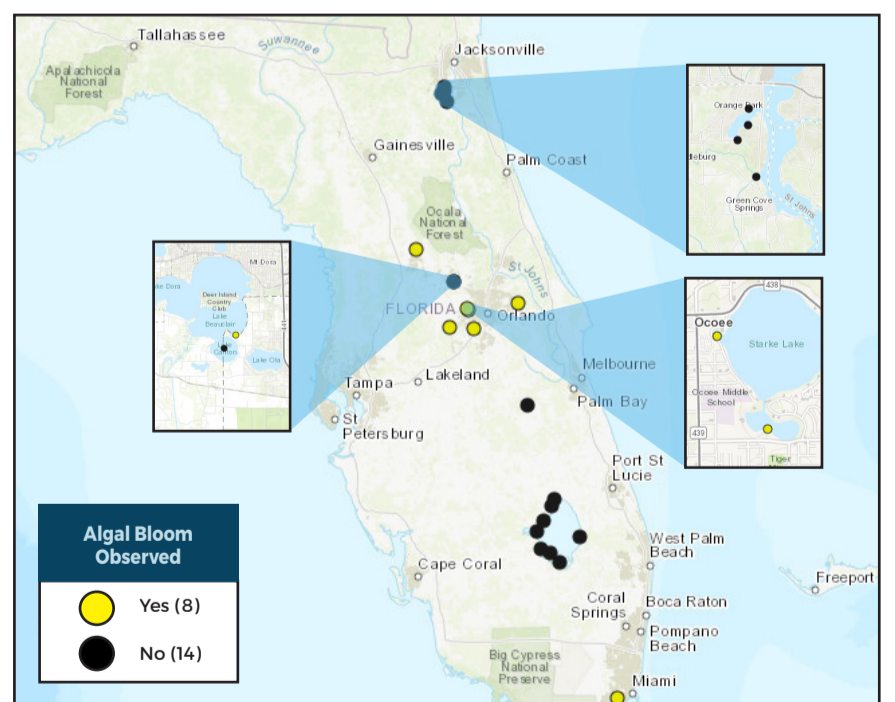 Tallahassee
Suwannee
Jacksonville
Apalachicola
National
Forest
Gainesville
Palm Coast
Ocala
National
Forest
St Johns
FLORIDA
Orlando
Melbourne
Palm Bay
Lakeland
Tampa
St
Petersburg
Port St
Lucie
West Palm
Beach
Cape Coral
Freeport
Coral
Springs
Boca Raton
Pompano
Beach
Big Cypress
National
Preserve
Miami
Orange Park
leburg
Green Cove
Springs
St Johns
Mt Dora
ke Dora
Deer Island
Country
Club
Lake
Beauclair
Lake Ola
438
Ocoee
Starke Lake
Ocoee Middle
School
439
Tiger
Algal Bloom
Observed
Yes (8)
No (14)